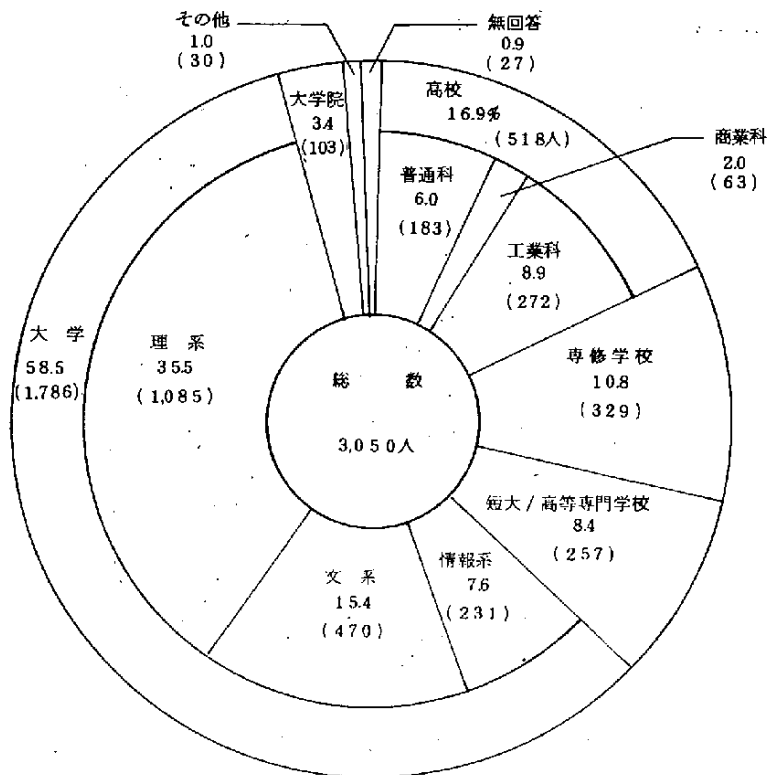 その他
1.0
(30)
無回答
0.9
(27)
高校
16.9%
(518人)
商業科
2.0
(63)
大学院
3.4
(103)
普通科
6.0
(183)
工業科
8.9
(272)
大学
58.5
(1,786)
理系
35.5
(1,085)
専修学校
10.8
(329)
総数
3,050人
短大/高等専門学校
8.4
(257)
情報系
7.6
(231)
文系
15.4
(470)